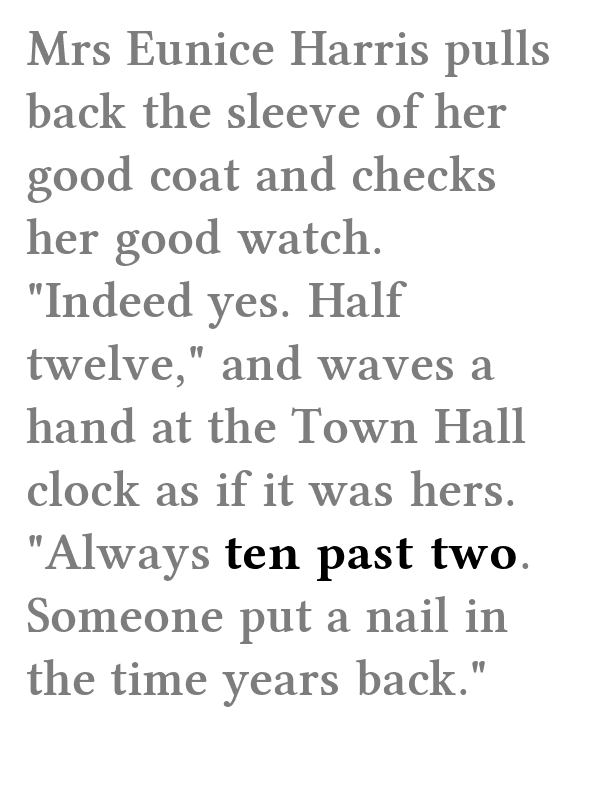 Mrs Eunice Harris pulls
back the sleeve of her
good coat and checks
her good watch.
"Indeed yes. Half
twelve," and waves a
hand at the Town Hall
clock as if it was hers.
"Always ten past two.
Someone put a nail in
the time years back."